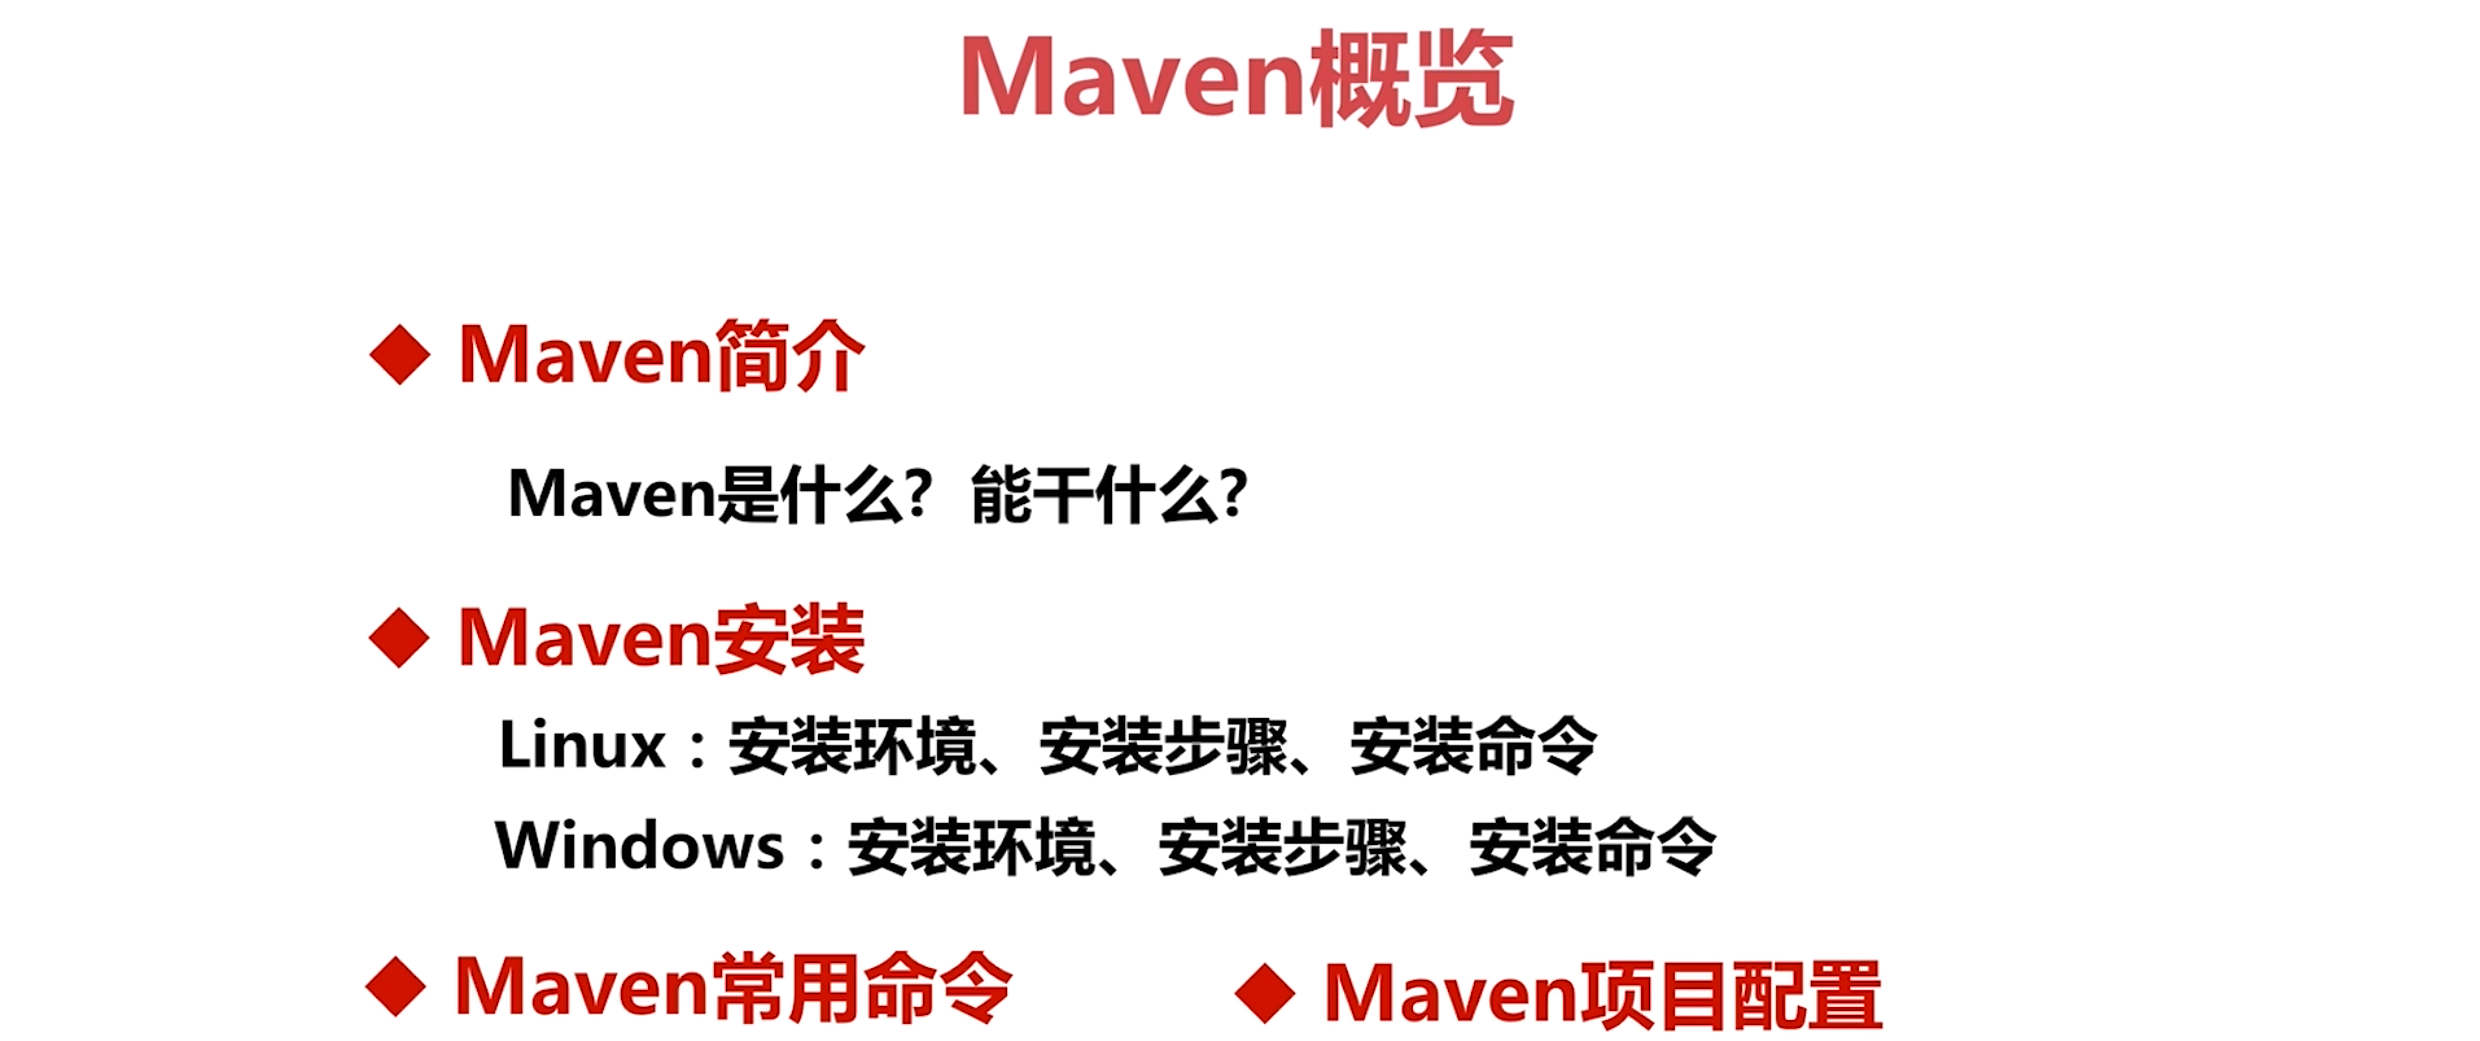 Maven概览
◆ Maven简介
Maven是什么？能干什么？
◆ Maven安装
Linux：安装环境、安装步骤、安装命令
Windows：安装环境、安装步骤、安装命令
◆ Maven常用命令 ◆ Maven项目配置